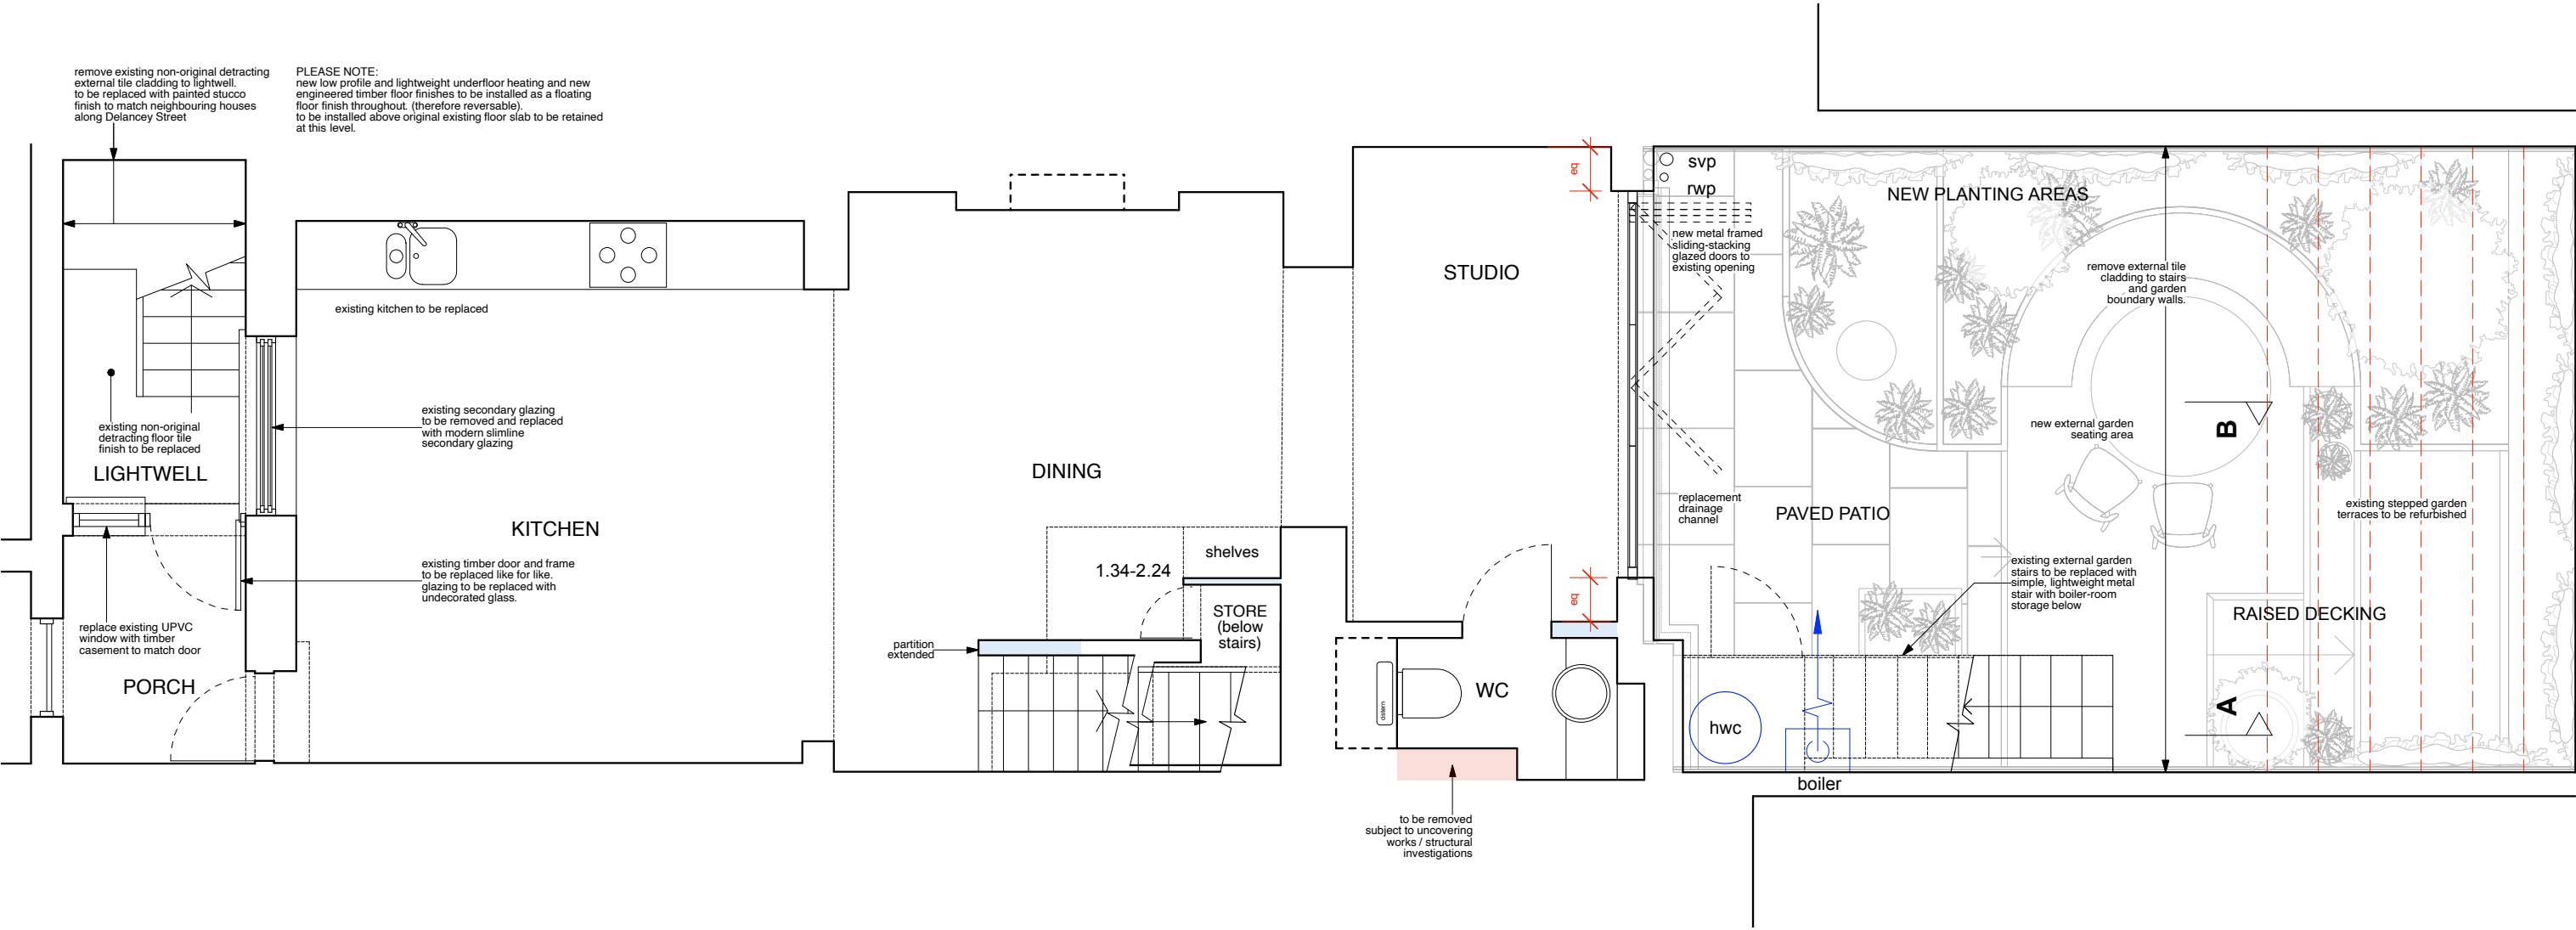 remove existing non-original detracting
external tile cladding to lightwell.
to be replaced with painted stucco
finish to match neighbouring houses
along Delancey Street
PLEASE NOTE:
new low profile and lightweight underfloor heating and new
engineered timber floor finishes to be installed as a floating
floor finish throughout. (therefore reversable).
to be installed above original existing floor slab to be retained
at this level.
existing kitchen to be replaced
existing non-original
detracting floor tile
finish to be replaced
LIGHTWELL
existing secondary glazing
to be removed and replaced
with modern slimline
secondary glazing
KITCHEN
existing timber door and frame
to be replaced like for like.
glazing to be replaced with
undecorated glass.
replace existing UPVC
window with timber
casement to match door
PORCH
DINING
1.34-2.24
shelves
STORE
(below
stairs)
partition
extended
STUDIO
eq
eq
WC
cistern
to be removed
subject to uncovering
works / structural
investigations
svp
rwp
new metal framed
sliding-stacking
glazed doors to
existing opening
replacement
drainage
channel
PAVED PATIO
NEW PLANTING AREAS
remove external tile
cladding to stairs
and garden
boundary walls.
new external garden
seating area
B
existing stepped garden
terraces to be refurbished
existing external garden
stairs to be replaced with
simple, lightweight metal
stair with boiler-room
storage below
RAISED DECKING
A
hwc
boiler